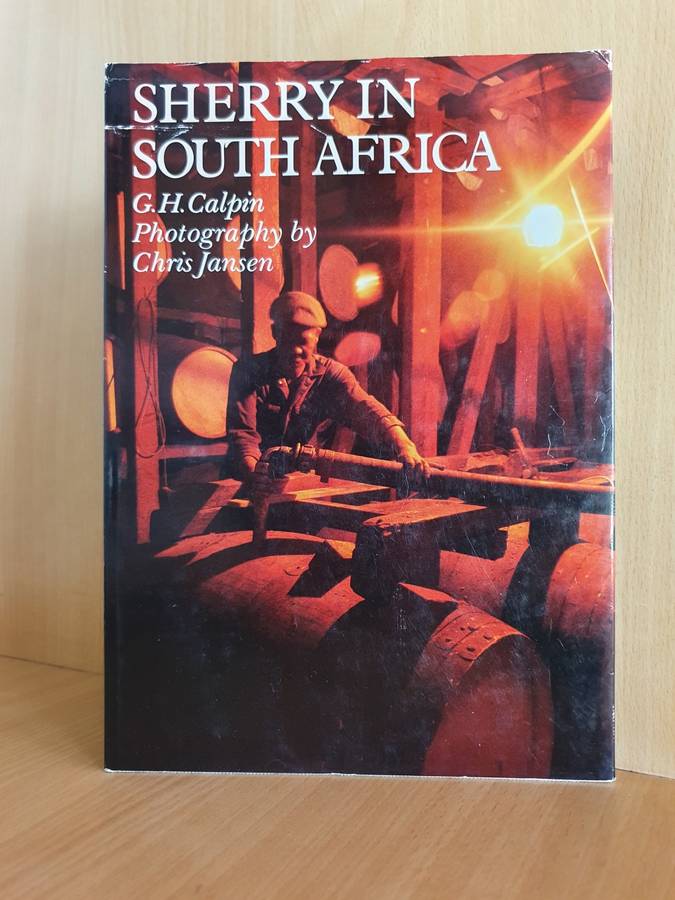 SHERRY IN
SOUTH AFRICA
G.H. Calpin
Photography by
Chris Jansen